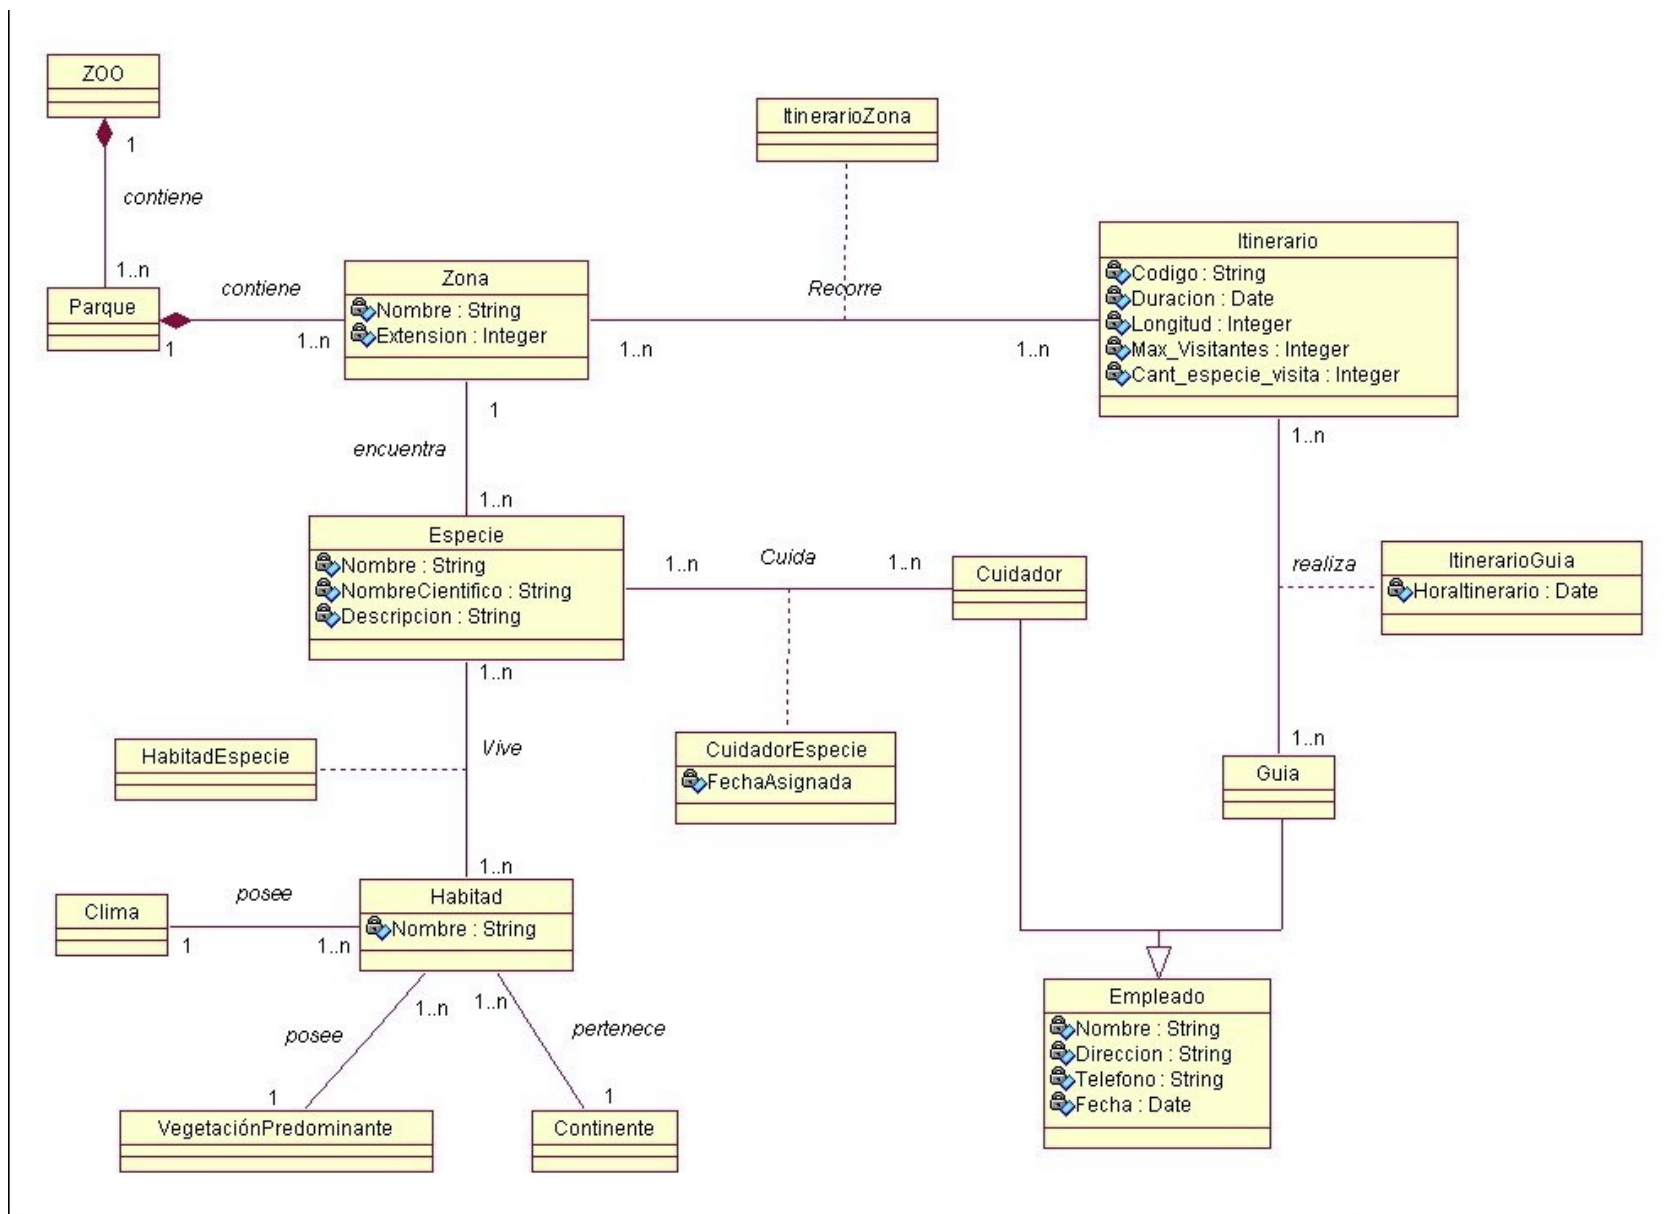 ZOO
1
contiene
1..n
Parque
1
contiene
1..n
Zona
Nombre : String
Extension : Integer
ItinerarioZona
Recorre
1..n
1..n
Itinerario
Codigo : String
Duracion : Date
Longitud : Integer
Max_Visitantes : Integer
Cant_especie_visita : Integer
1
encuentra
1..n
Especie
Nombre : String
NombreCientifico : String
Descripcion : String
1..n
Cuida
1..n
Cuidador
1..n
realiza
ItinerarioGuia
HoraItinerario : Date
1..n
Guia
CuidadorEspecie
FechaAsignada
1..n
Vive
HabitadEspecie
1..n
Habitad
Nombre : String
Clima
posee
1
1..n
1..n
posee
1
VegetaciónPredominante
1..n
pertenece
1
Continente
Empleado
Nombre : String
Direccion : String
Telefono : String
Fecha : Date